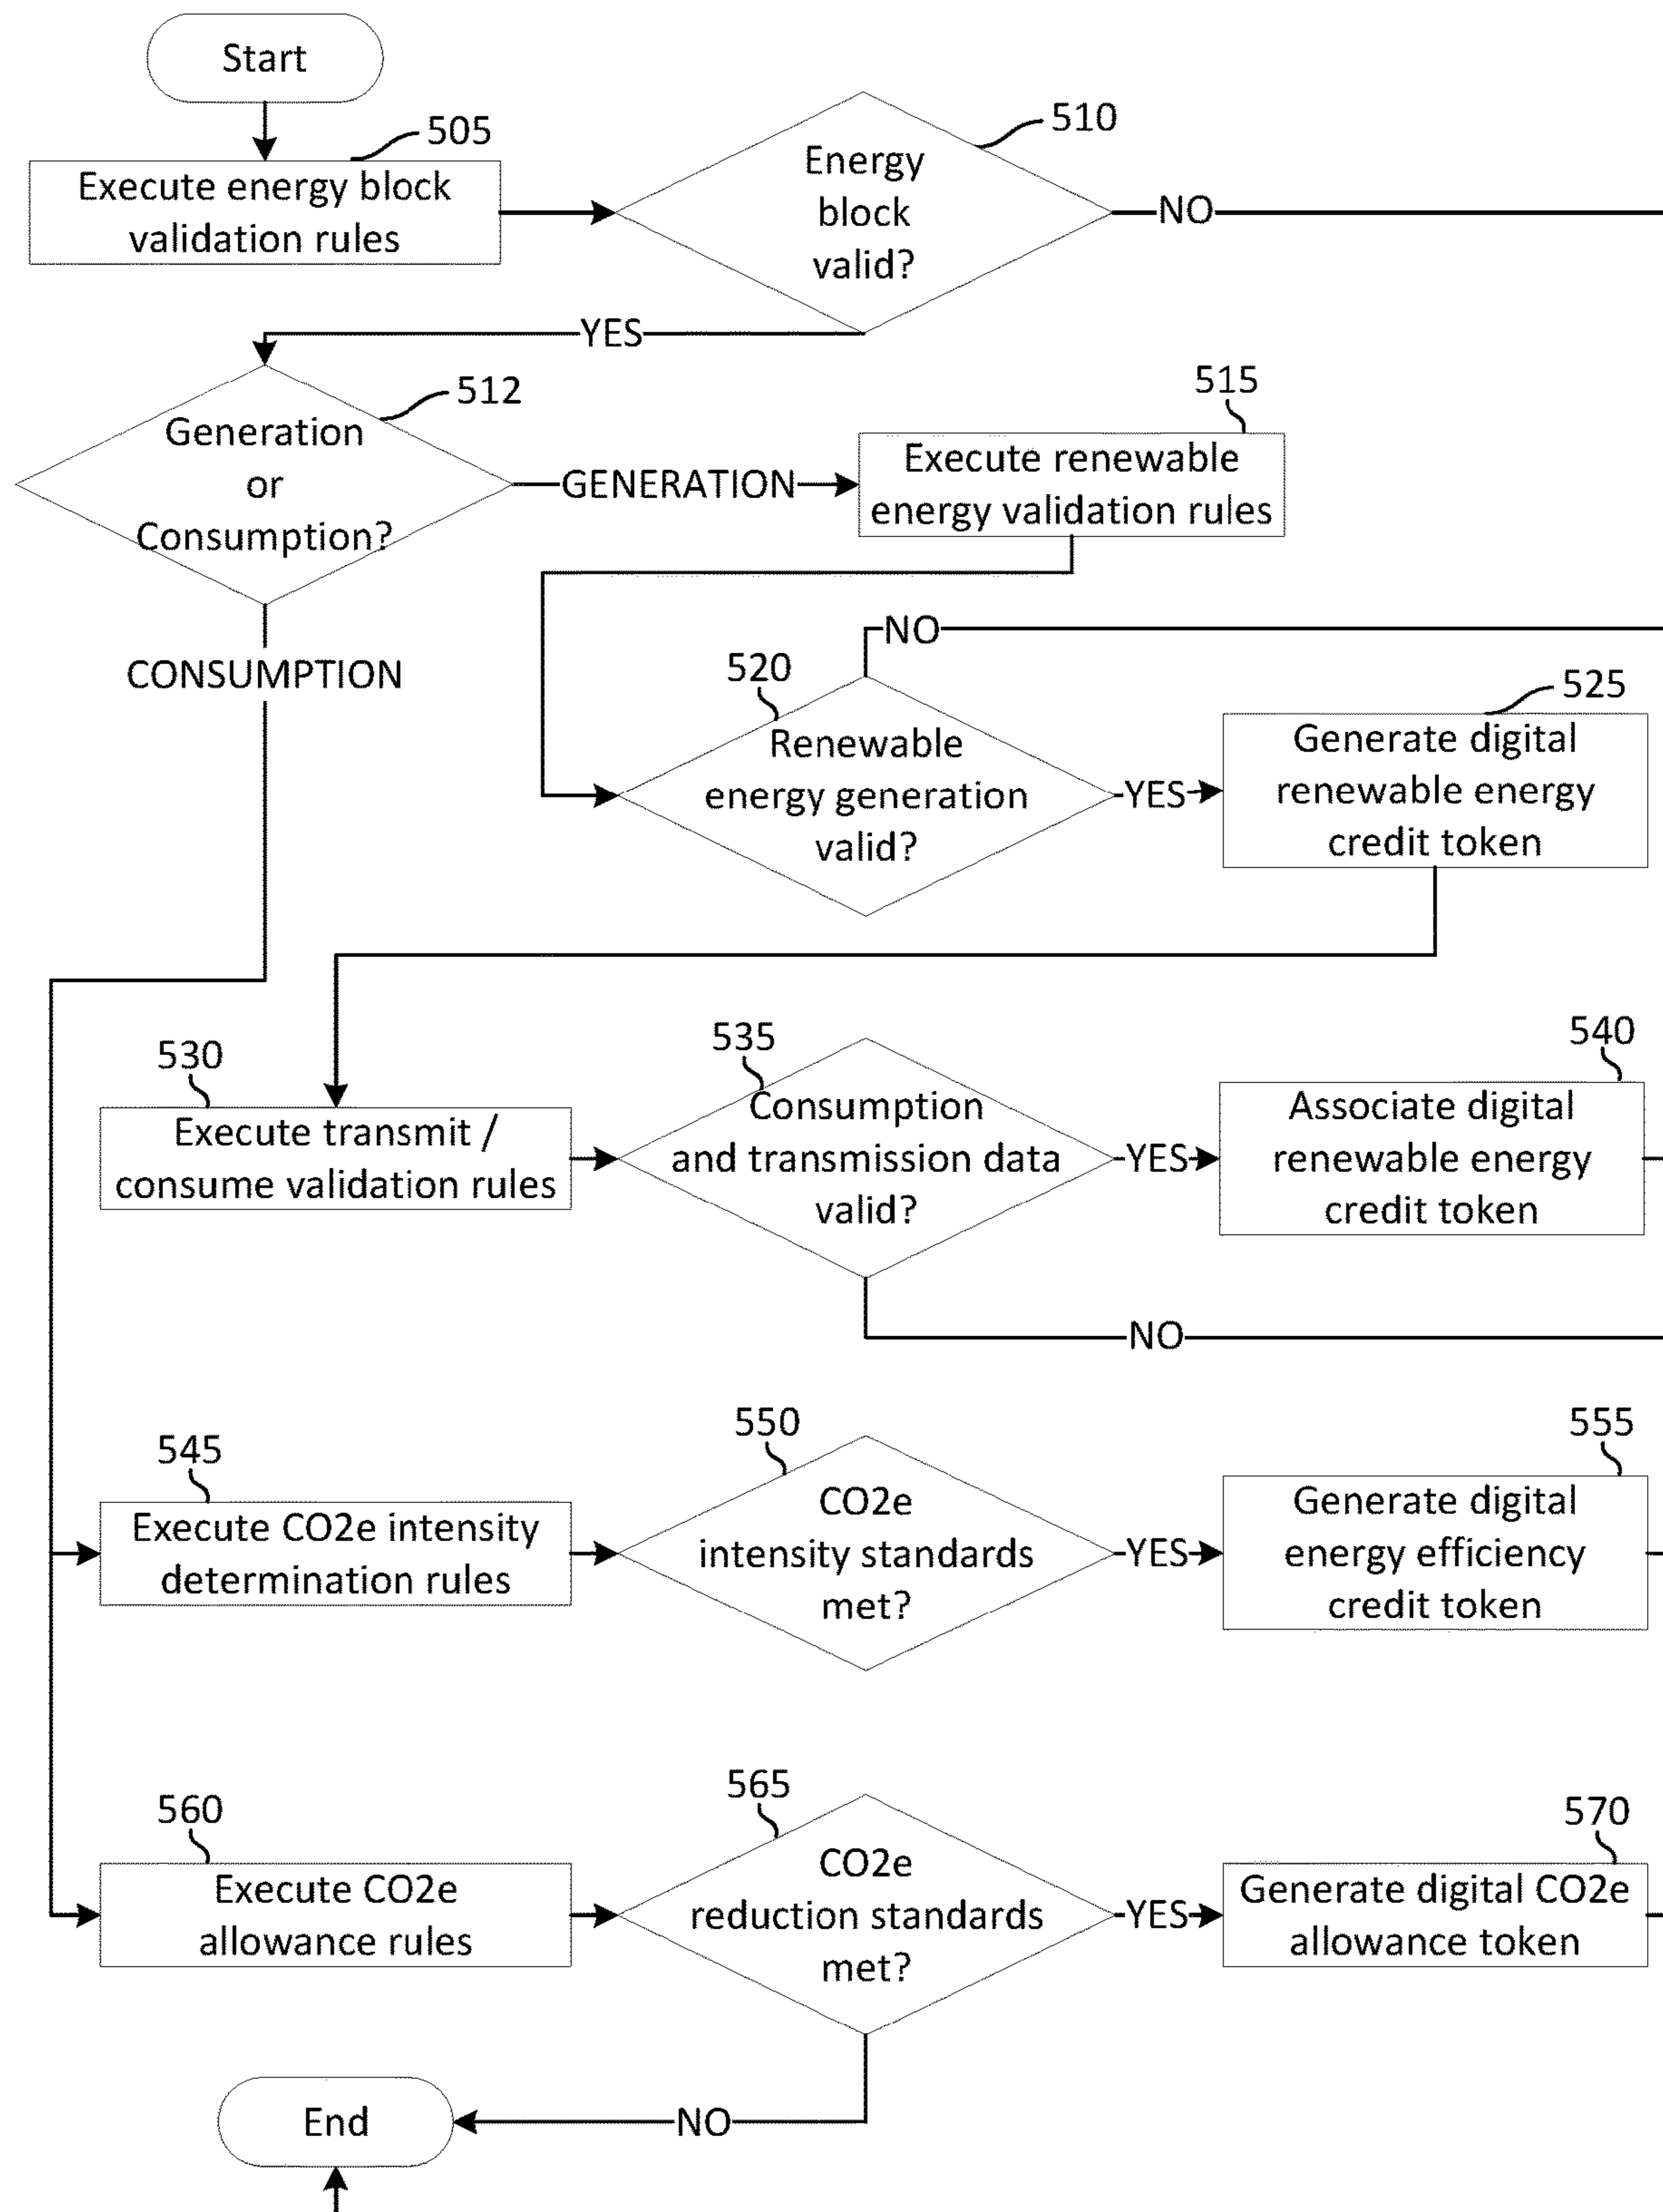 Start
505
Execute energy block
validation rules
510
Energy
block
valid?
NO
YES
512
Generation
or
Consumption?
GENERATION
515
Execute renewable
energy validation rules
CONSUMPTION
NO
520
Renewable
energy generation
valid?
YES
525
Generate digital
renewable energy
credit token
530
Execute transmit /
consume validation rules
535
Consumption
and transmission data
valid?
YES
540
Associate digital
renewable energy
credit token
NO
545
Execute CO2e intensity
determination rules
550
CO2e
intensity standards
met?
YES
555
Generate digital
energy efficiency
credit token
560
Execute CO2e
allowance rules
565
CO2e
reduction standards
met?
YES
570
Generate digital CO2e
allowance token
NO
End